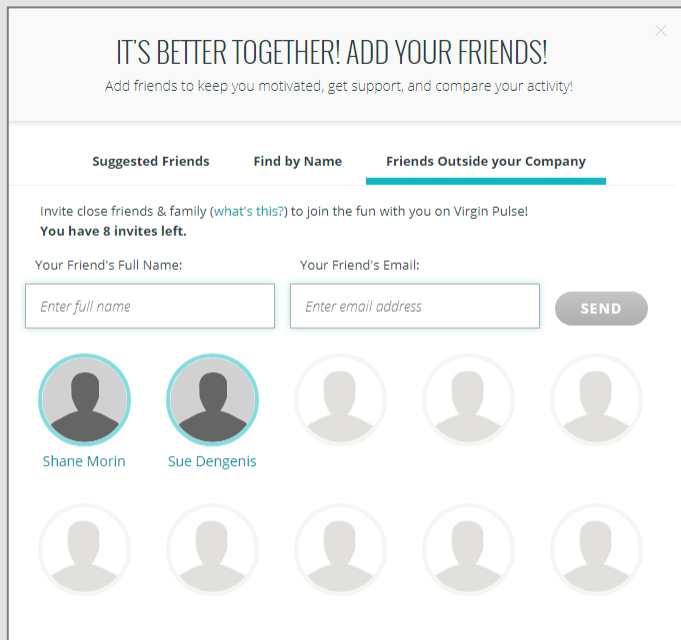 IT'S BETTER TOGETHER! ADD YOUR FRIENDS!
Add friends to keep you motivated, get support, and compare your activity!
Suggested Friends Find by Name Friends Outside your Company
Invite close friends & family (what's this?) to join the fun with you on Virgin Pulse!
You have 8 invites left.
Your Friend's Full Name: Your Friend's Email:
Enter full name Enter email address SEND
Shane Morin Sue Dengenis